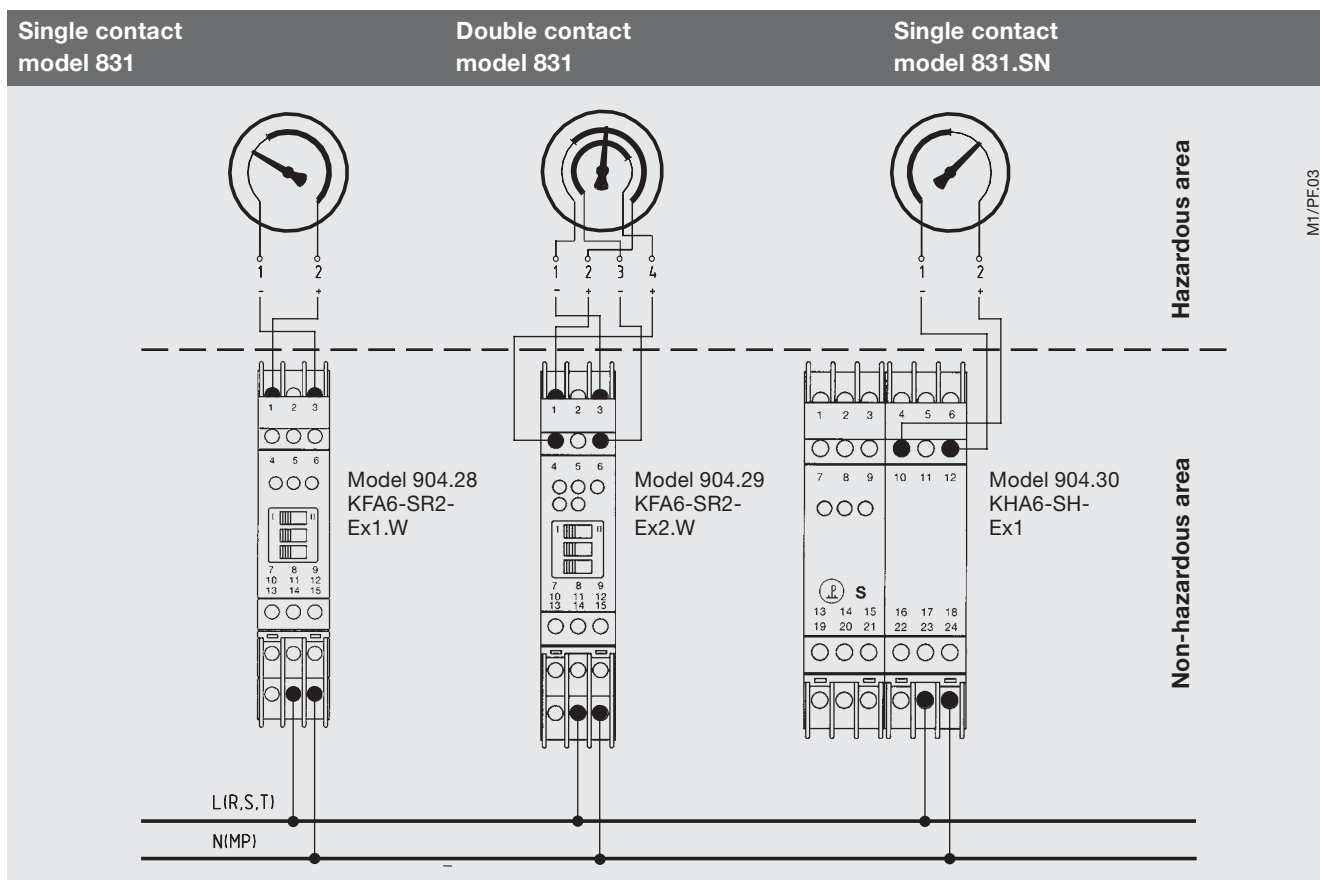 Single contact
model 831
Double contact
model 831
Single contact
model 831.SN
Hazardous area
M1/PF.03
1 2
- +
1 2 3 4
- + - +
1 2
- +
1 2 3
4 5 6
I II
7 8 9
10 11 12
13 14 15
Model 904.28
KFA6-SR2-
Ex1.W
1 2 3
4 5 6
I II
7 8 9
10 11 12
13 14 15
Model 904.29
KFA6-SR2-
Ex2.W
1 2 3 4 5 6
7 8 9 10 11 12
S
13 14 15 16 17 18
19 20 21 22 23 24
Model 904.30
KHA6-SH-
Ex1
Non-hazardous area
L(R,S,T)
N(MP)